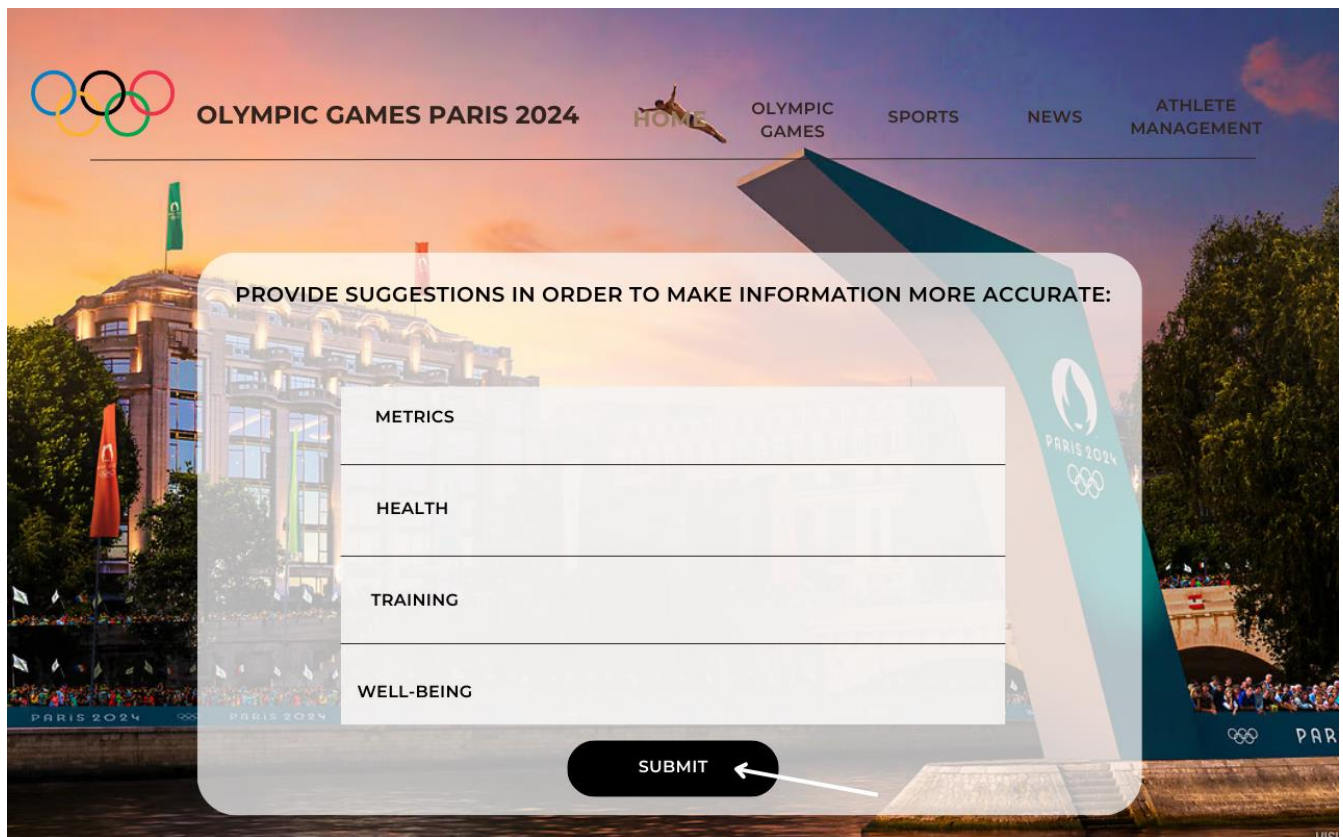 OLYMPIC GAMES PARIS 2024
HOME
OLYMPIC
GAMES
SPORTS
NEWS
ATHLETE
MANAGEMENT
PROVIDE SUGGESTIONS IN ORDER TO MAKE INFORMATION MORE ACCURATE:
METRICS
HEALTH
TRAINING
WELL-BEING
SUBMIT
PARIS 2024
PARIS 2024
PARIS 2024
PAR